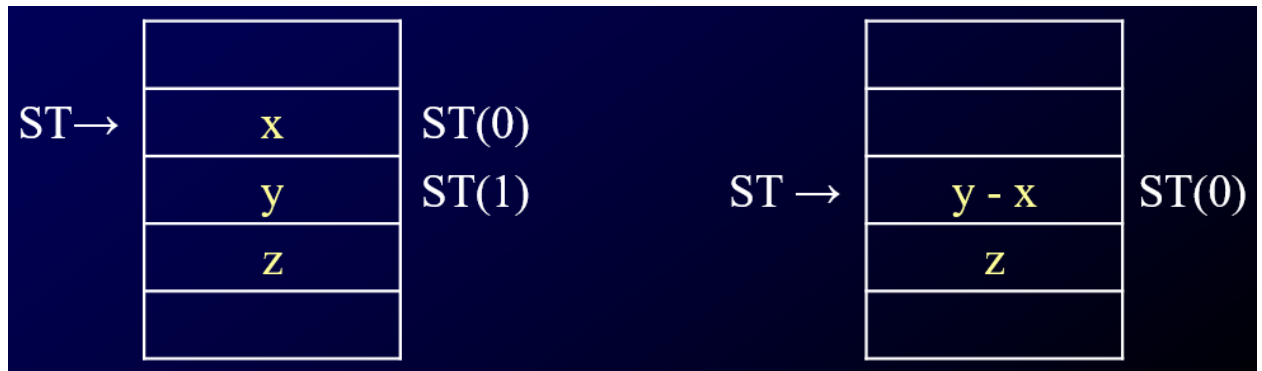 ST→ x ST(0)
y ST(1) ST → y - x ST(0)
z z